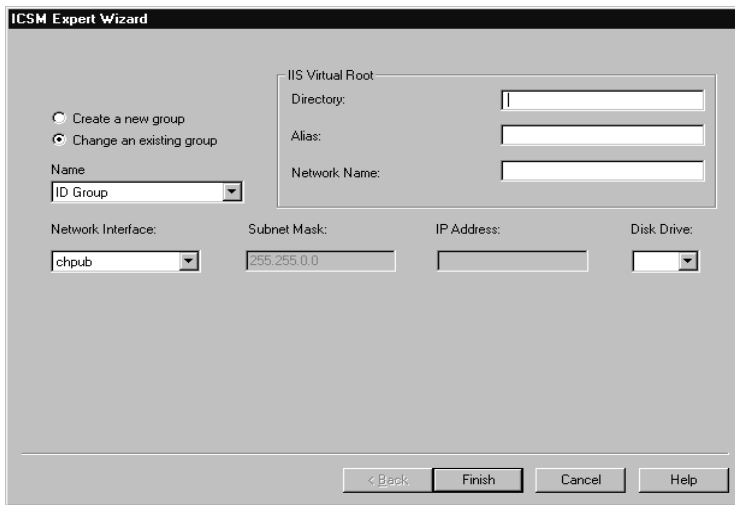 ICSM Expert Wizard
IIS Virtual Root
Directory:
Create a new group
Change an existing group
Alias:
Name
Network Name:
ID Group
Network Interface:
Subnet Mask:
IP Address:
Disk Drive:
chpub
255.255.0.0
< Back
Finish
Cancel
Help